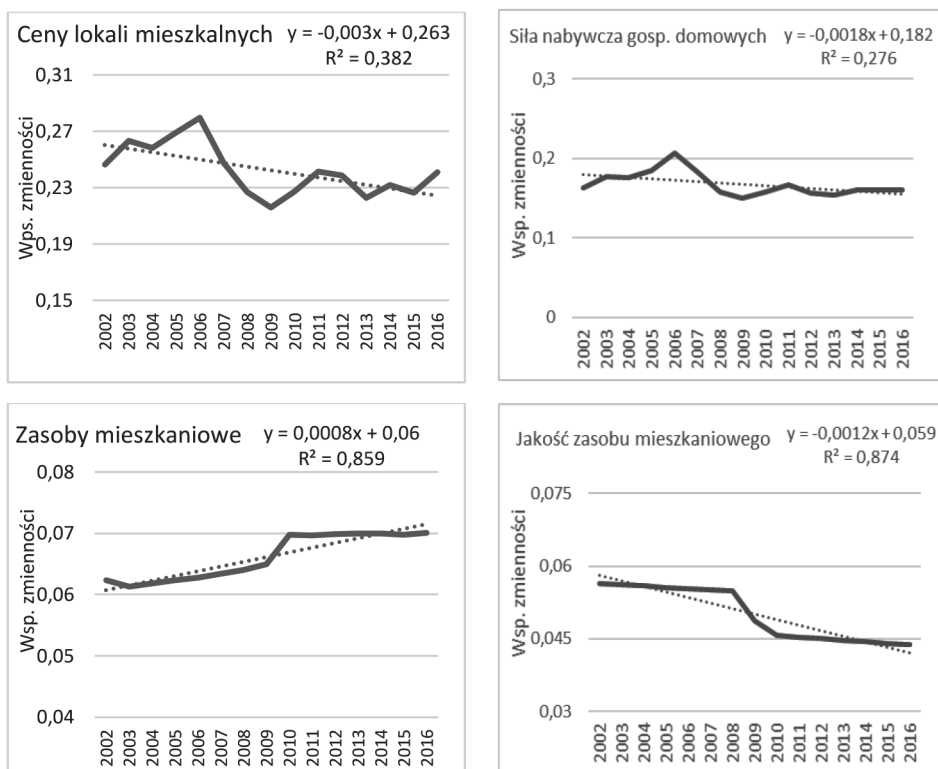 Ceny lokali mieszkalnych y = -0,003x + 0,263
R² = 0,382
0,31
0,27
0,23
0,19
0,15
Wps. zmienności
2002 2003 2004 2005 2006 2007 2008 2009 2010 2011 2012 2013 2014 2015 2016
Siła nabywcza gosp. domowych y = -0,0018x + 0,182
R² = 0,276
0,3
0,2
0,1
0
Wsp. zmienności
2002 2003 2004 2005 2006 2007 2008 2009 2010 2011 2012 2013 2014 2015 2016
Zasoby mieszkaniowe y = 0,0008x + 0,06
R² = 0,859
0,08
0,07
0,06
0,05
0,04
Wsp. zmienności
2002 2003 2004 2005 2006 2007 2008 2009 2010 2011 2012 2013 2014 2015 2016
Jakość zasobu mieszkaniowego y = -0,0012x + 0,059
R² = 0,874
0,075
0,06
0,045
0,03
Wsp. zmienności
2002 2003 2004 2005 2006 2007 2008 2009 2010 2011 2012 2013 2014 2015 2016